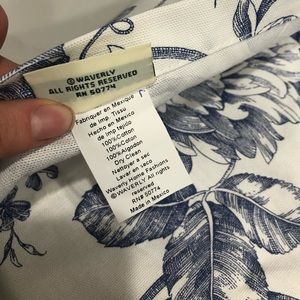 © WAVERLY
ALL RIGHTS RESERVED
RN 50774
Fabriquer en Mexique
de imp. Tissu
Hecho en Mexico
de imp tejido
100%Cotton
100%Coton
100%Algodon
Dry Clean
Nettoyer a sec
Lavar en seco
Waverly Home Fashions
©WAVERLY All rights
reserved.
RN# 50774
Made in Mexico